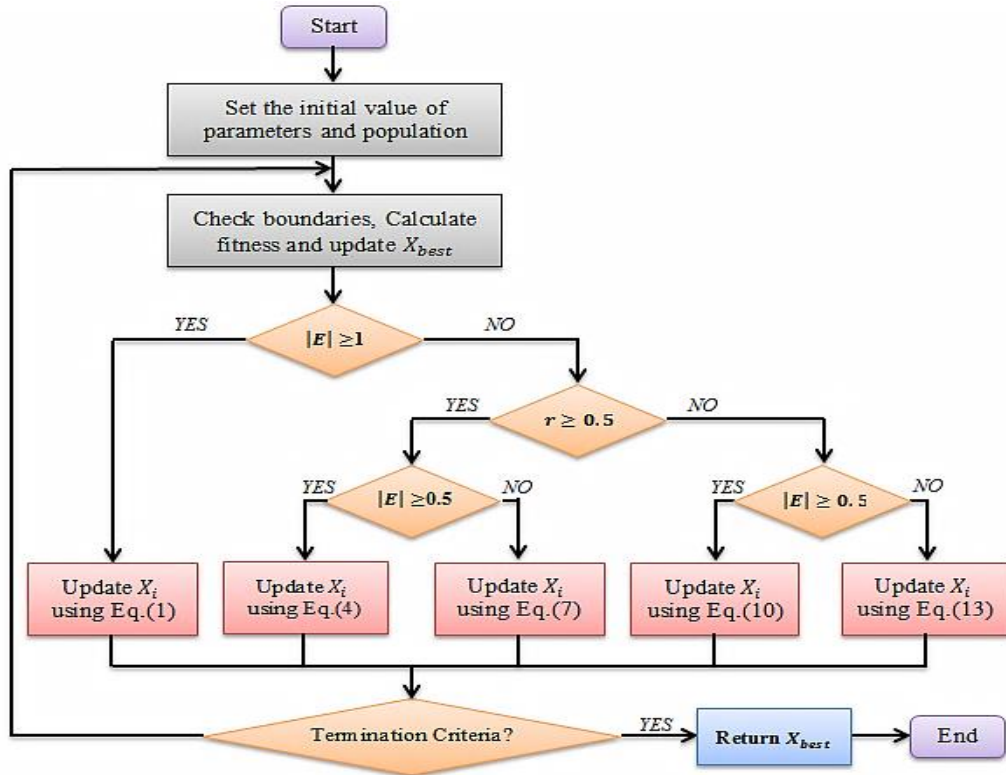 Start
Set the initial value of
parameters and population
Check boundaries, Calculate
fitness and update X_best
YES
|E| ≥1
NO
YES
r ≥ 0.5
NO
YES
|E| ≥0.5
NO
YES
|E| ≥ 0.5
NO
Update X_i
using Eq.(1)
Update X_i
using Eq.(4)
Update X_i
using Eq.(7)
Update X_i
using Eq.(10)
Update X_i
using Eq.(13)
Termination Criteria?
YES
Return X_best
End